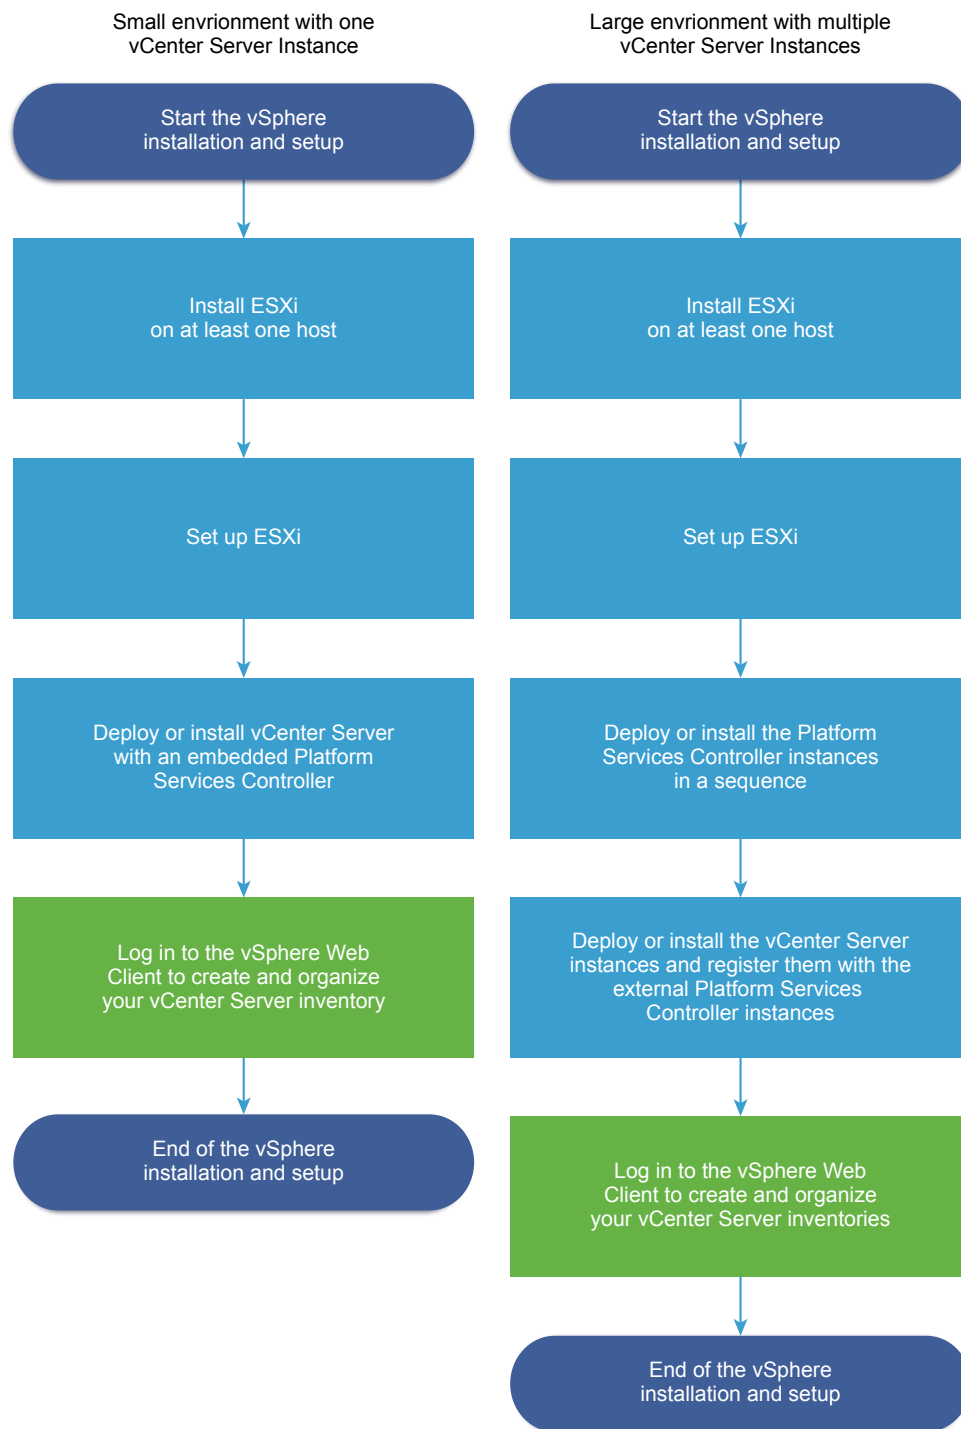 Small envrionment with one
vCenter Server Instance
Start the vSphere
installation and setup
Install ESXi
on at least one host
Set up ESXi
Deploy or install vCenter Server
with an embedded Platform
Services Controller
Log in to the vSphere Web
Client to create and organize
your vCenter Server inventory
End of the vSphere
installation and setup
Large envrionment with multiple
vCenter Server Instances
Start the vSphere
installation and setup
Install ESXi
on at least one host
Set up ESXi
Deploy or install the Platform
Services Controller instances
in a sequence
Deploy or install the vCenter Server
instances and register them with the
external Platform Services
Controller instances
Log in to the vSphere Web
Client to create and organize
your vCenter Server inventories
End of the vSphere
installation and setup